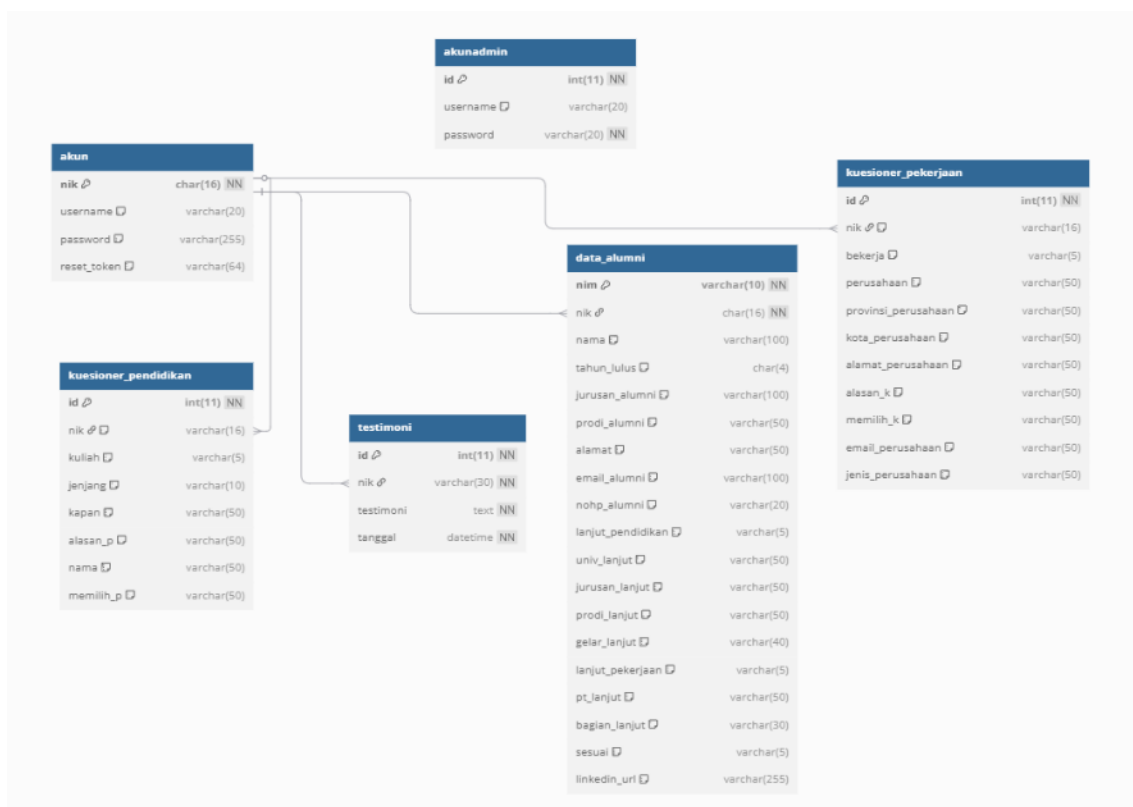 akunadmin
id int(11) NN
username varchar(20)
password varchar(20) NN
akun
nik char(16) NN
username varchar(20)
password varchar(255)
reset_token varchar(64)
kuesioner_pekerjaan
id int(11) NN
nik varchar(16)
bekerja varchar(5)
perusahaan varchar(50)
provinsi_perusahaan varchar(50)
kota_perusahaan varchar(50)
alamat_perusahaan varchar(50)
alasan_k varchar(50)
memilih_k varchar(50)
email_perusahaan varchar(50)
jenis_perusahaan varchar(50)
data_alumni
nim varchar(10) NN
nik char(16) NN
nama varchar(100)
tahun_lulus char(4)
jurusan_alumni varchar(100)
prodi_alumni varchar(50)
alamat varchar(50)
email_alumni varchar(100)
nohp_alumni varchar(20)
lanjut_pendidikan varchar(5)
univ_lanjut varchar(50)
jurusan_lanjut varchar(50)
prodi_lanjut varchar(50)
gelar_lanjut varchar(40)
lanjut_pekerjaan varchar(5)
pt_lanjut varchar(50)
bagian_lanjut varchar(30)
sesuai varchar(5)
linkedin_url varchar(255)
kuesioner_pendidikan
id int(11) NN
nik varchar(16)
kuliah varchar(5)
jenjang varchar(10)
kapan varchar(50)
alasan_p varchar(50)
nama varchar(50)
memilih_p varchar(50)
testimoni
id int(11) NN
nik varchar(30) NN
testimoni text NN
tanggal datetime NN